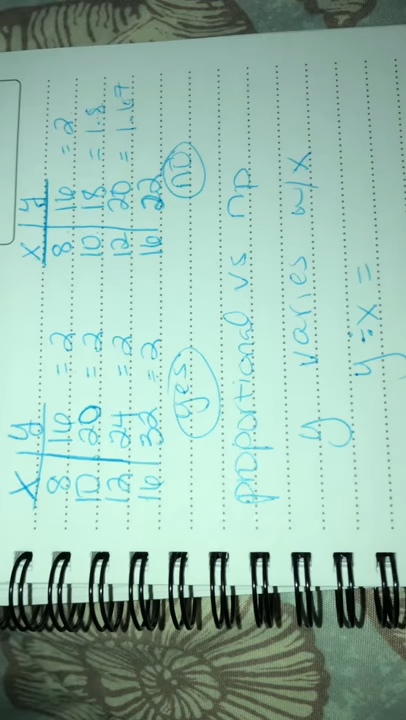 x | y
8 | 16 = 2
10 | 20 = 2
12 | 24 = 2
16 | 32 = 2
yes
x | y
8 | 16 = 2
10 | 18 = 1.8
12 | 20 = 1.67
16 | 22
no
proportional vs np
y varies w/x
y ÷ x =